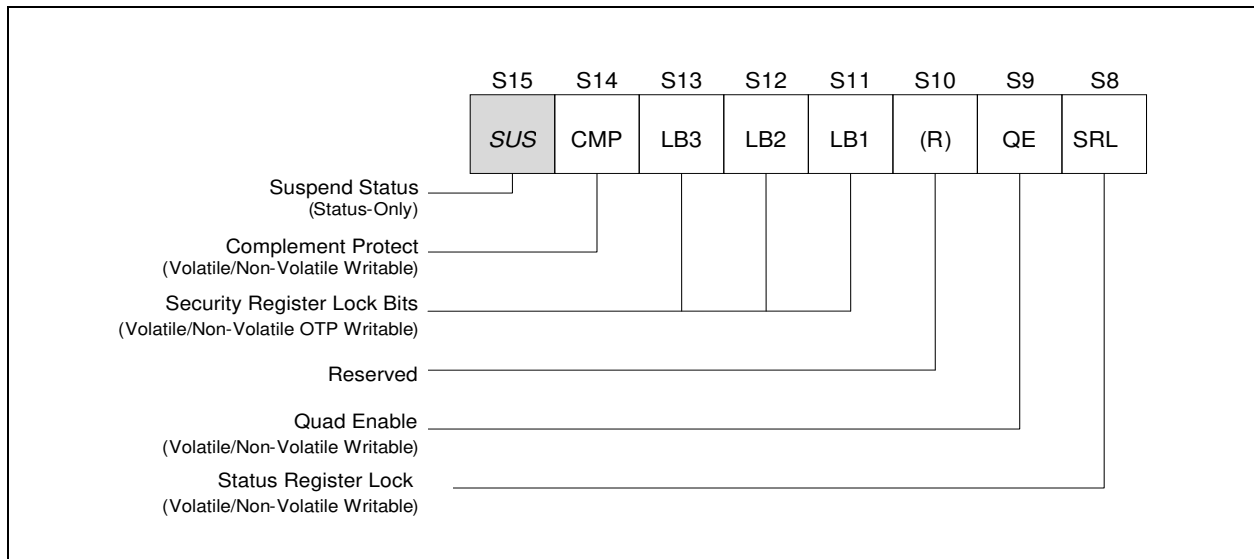 S15 S14 S13 S12 S11 S10 S9 S8
SUS CMP LB3 LB2 LB1 (R) QE SRL
Suspend Status
(Status-Only)
Complement Protect
(Volatile/Non-Volatile Writable)
Security Register Lock Bits
(Volatile/Non-Volatile OTP Writable)
Reserved
Quad Enable
(Volatile/Non-Volatile Writable)
Status Register Lock
(Volatile/Non-Volatile Writable)